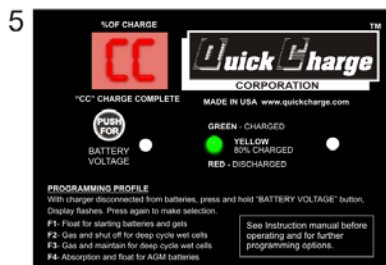 5
%OF CHARGE
CC
"CC" CHARGE COMPLETE
TM
Quick Charge
CORPORATION
MADE IN USA www.quickcharge.com
PUSH
FOR
BATTERY
VOLTAGE
GREEN - CHARGED
YELLOW
80% CHARGED
RED - DISCHARGED
PROGRAMMING PROFILE
With charger disconnected from batteries, press and hold "BATTERY VOLTAGE" button,
Display flashes. Press again to make selection.
F1- Float for starting batteries and gels
F2- Gas and shut off for deep cycle wet cells
F3- Gas and maintain for deep cycle wet cells
F4- Absorption and float for AGM batteries
See Instruction manual before
operating and for further
programming options.